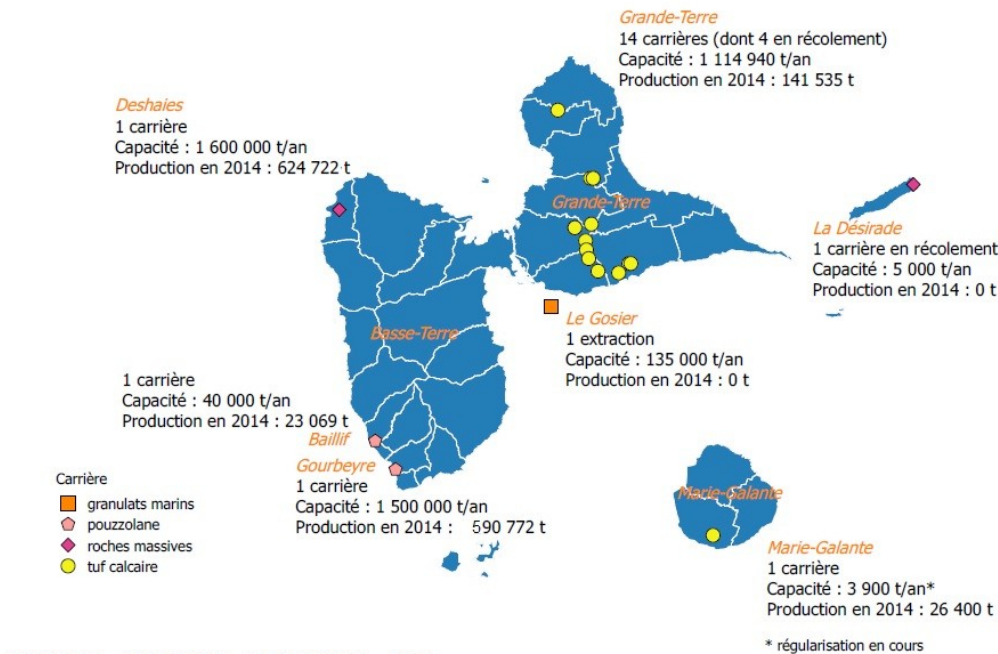 Grande-Terre
14 carrières (dont 4 en récolement)
Capacité : 1 114 940 t/an
Production en 2014 : 141 535 t
Deshaies
1 carrière
Capacité : 1 600 000 t/an
Production en 2014 : 624 722 t
Grande-Terre
La Désirade
1 carrière en récolement
Capacité : 5 000 t/an
Production en 2014 : 0 t
Le Gosier
1 extraction
Capacité : 135 000 t/an
Production en 2014 : 0 t
Basse-Terre
1 carrière
Capacité : 40 000 t/an
Production en 2014 : 23 069 t
Baillif
Gourbeyre
1 carrière
Capacité : 1 500 000 t/an
Production en 2014 : 590 772 t
Carrière
granulats marins
pouzzolane
roches massives
tuf calcaire
Marie-Galante
Marie-Galante
1 carrière
Capacité : 3 900 t/an*
Production en 2014 : 26 400 t
* régularisation en cours